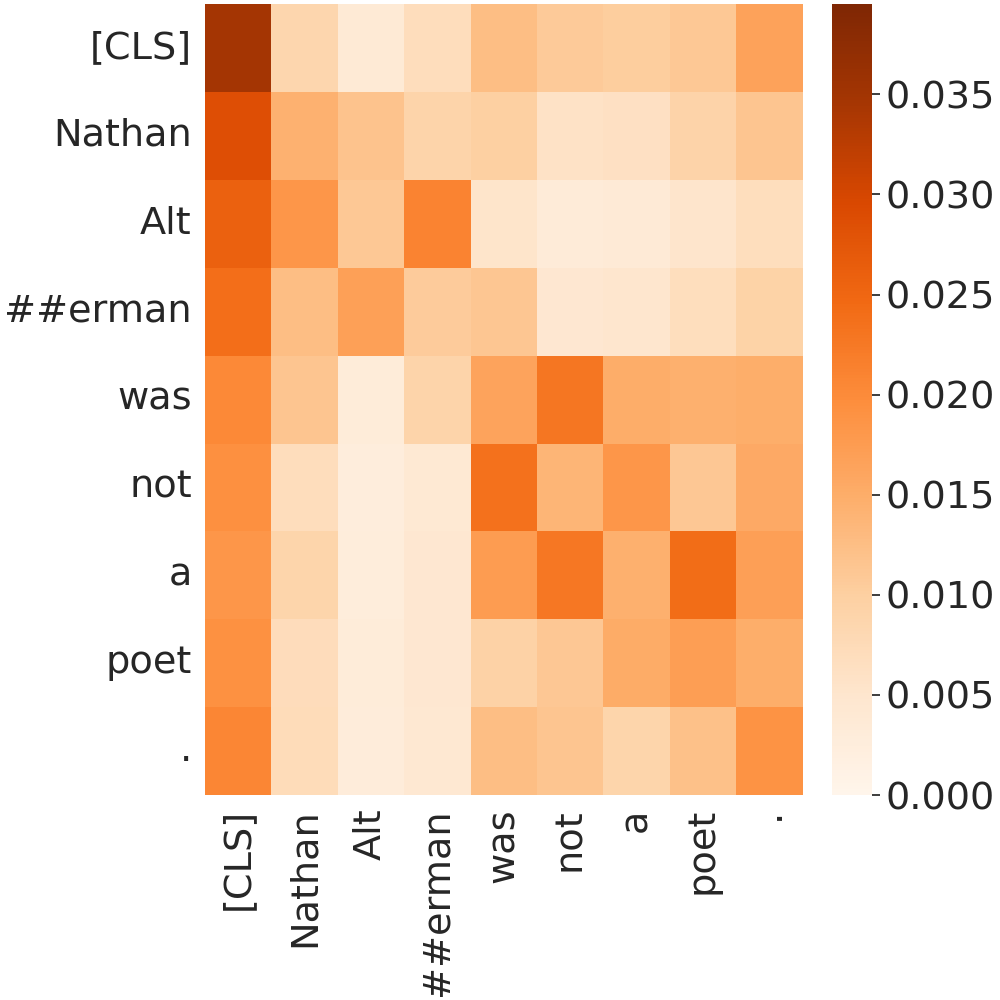 [CLS]
Nathan
Alt
##erman
was
not
a
poet
.
[CLS]
Nathan
Alt
##erman
was
not
a
poet
.
0.035
0.030
0.025
0.020
0.015
0.010
0.005
0.000